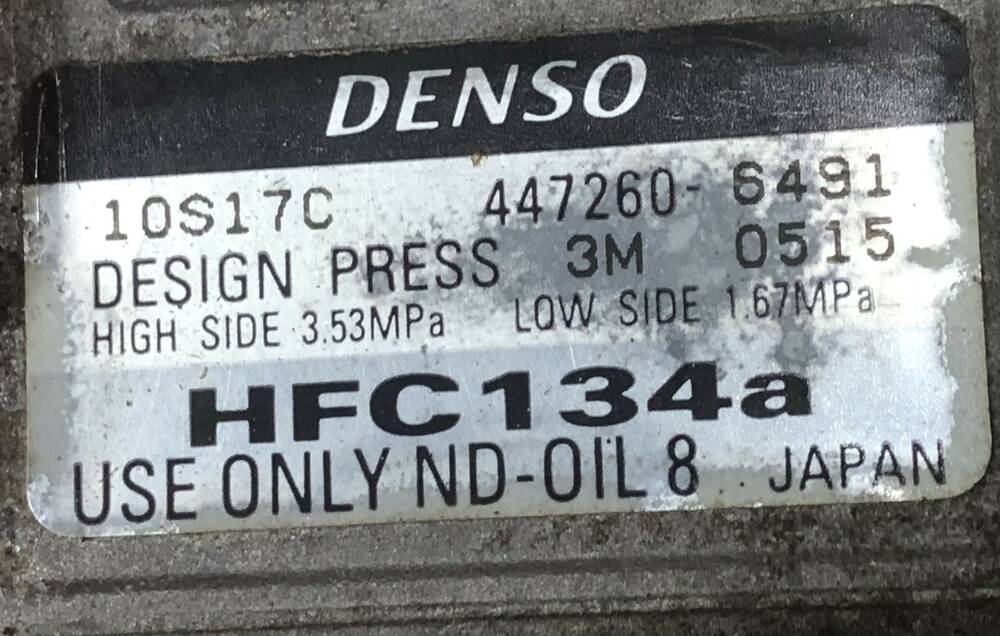 DENSO
10S17C 447260- 6491
DESIGN PRESS 3M 0515
HIGH SIDE 3.53MPa LOW SIDE 1.67MPa
HFC134a
USE ONLY ND-OIL 8 JAPAN